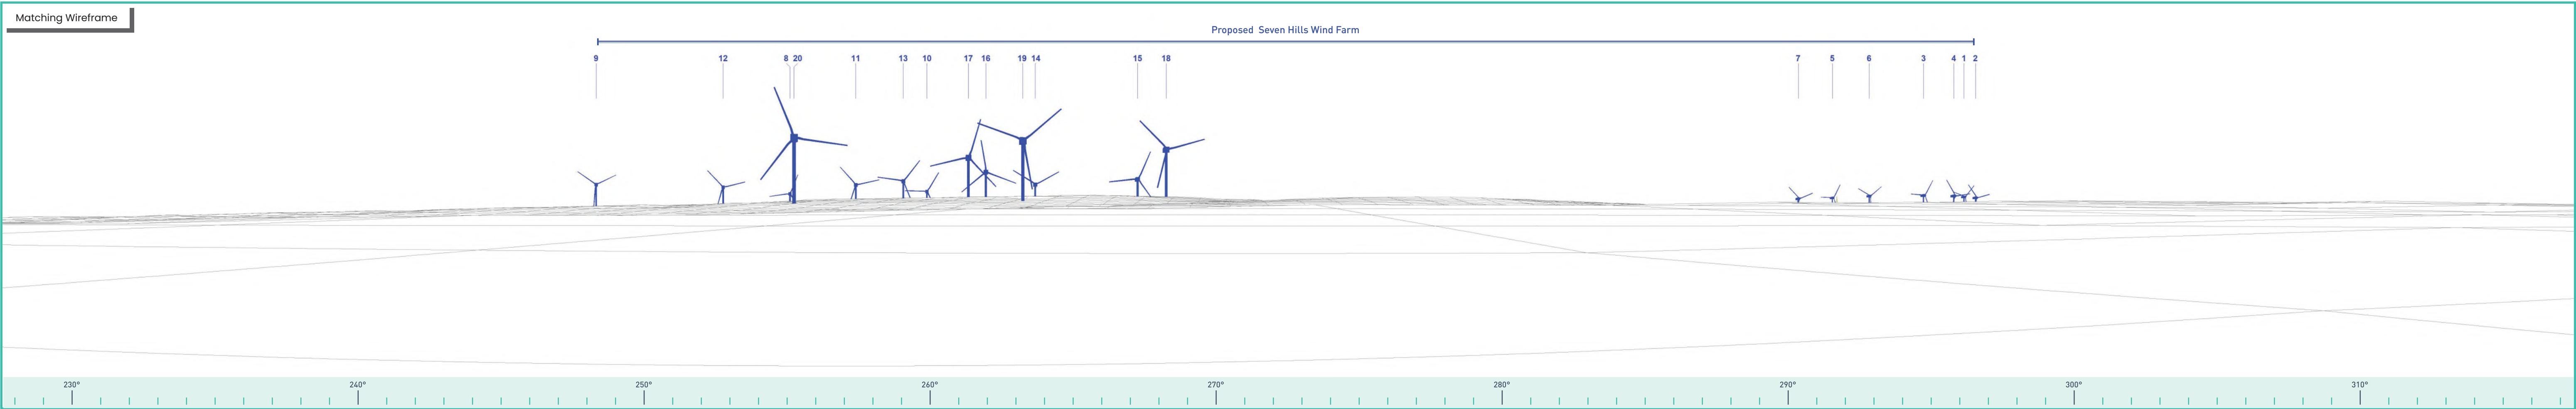 Matching Wireframe
Proposed Seven Hills Wind Farm
9 12 8 20 11 13 10 17 16 19 14 15 18 7 5 6 3 4 1 2
230° 240° 250° 260° 270° 280° 290° 300° 310°